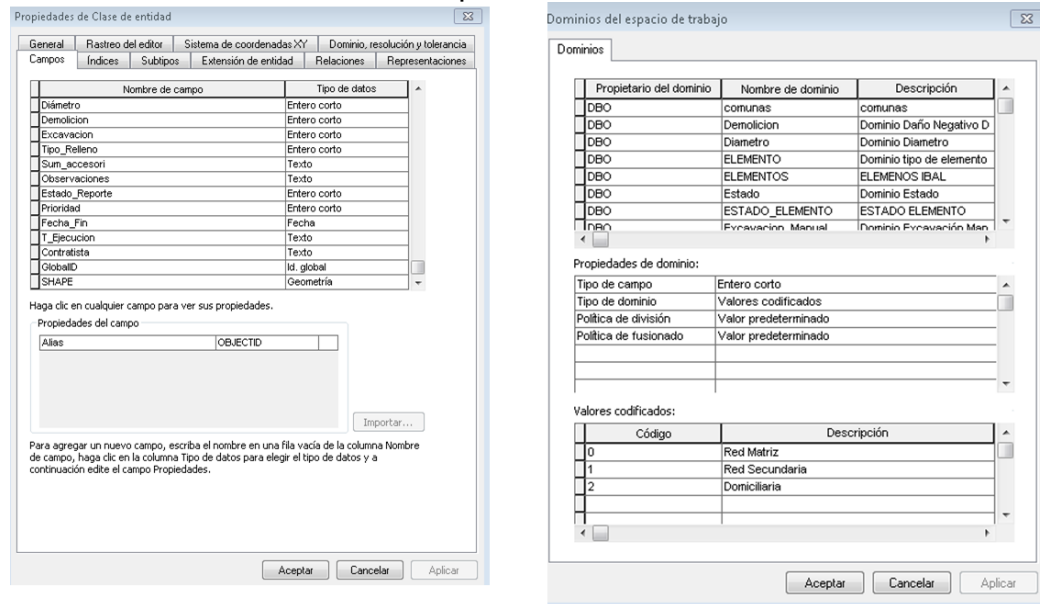 Propiedades de Clase de entidad
General Rastreo del editor Sistema de coordenadas XY Dominio, resolución y tolerancia
Campos Índices Subtipos Extensión de entidad Relaciones Representaciones
Nombre de campo Tipo de datos
Diámetro Entero corto
Demolicion Entero corto
Excavacion Entero corto
Tipo_Relleno Entero corto
Sum_accesori Texto
Observaciones Texto
Estado_Reporte Entero corto
Prioridad Entero corto
Fecha_Fin Fecha
T_Ejecucion Texto
Contratista Texto
GlobalID Id. global
SHAPE Geometría
Haga clic en cualquier campo para ver sus propiedades.
Propiedades del campo
Alias OBJECTID
Importar...
Para agregar un nuevo campo, escriba el nombre en una fila vacía de la columna Nombre
de campo, haga clic en la columna Tipo de datos para elegir el tipo de datos y a
continuación edite el campo Propiedades.
Aceptar Cancelar Aplicar
Dominios del espacio de trabajo
Dominios
Propietario del dominio Nombre de dominio Descripción
DBO comunas comunas
DBO Demolicion Dominio Daño Negativo D
DBO Diametro Dominio Diametro
DBO ELEMENTO Dominio tipo de elemento
DBO ELEMENTOS ELEMENOS IBAL
DBO Estado Dominio Estado
DBO ESTADO_ELEMENTO ESTADO ELEMENTO
DBO Excavacion_Manual Dominio Excavación Man
Propiedades de dominio:
Tipo de campo Entero corto
Tipo de dominio Valores codificados
Política de división Valor predeterminado
Política de fusionado Valor predeterminado
Valores codificados:
Código Descripción
0 Red Matriz
1 Red Secundaria
2 Domiciliaria
Aceptar Cancelar Aplicar